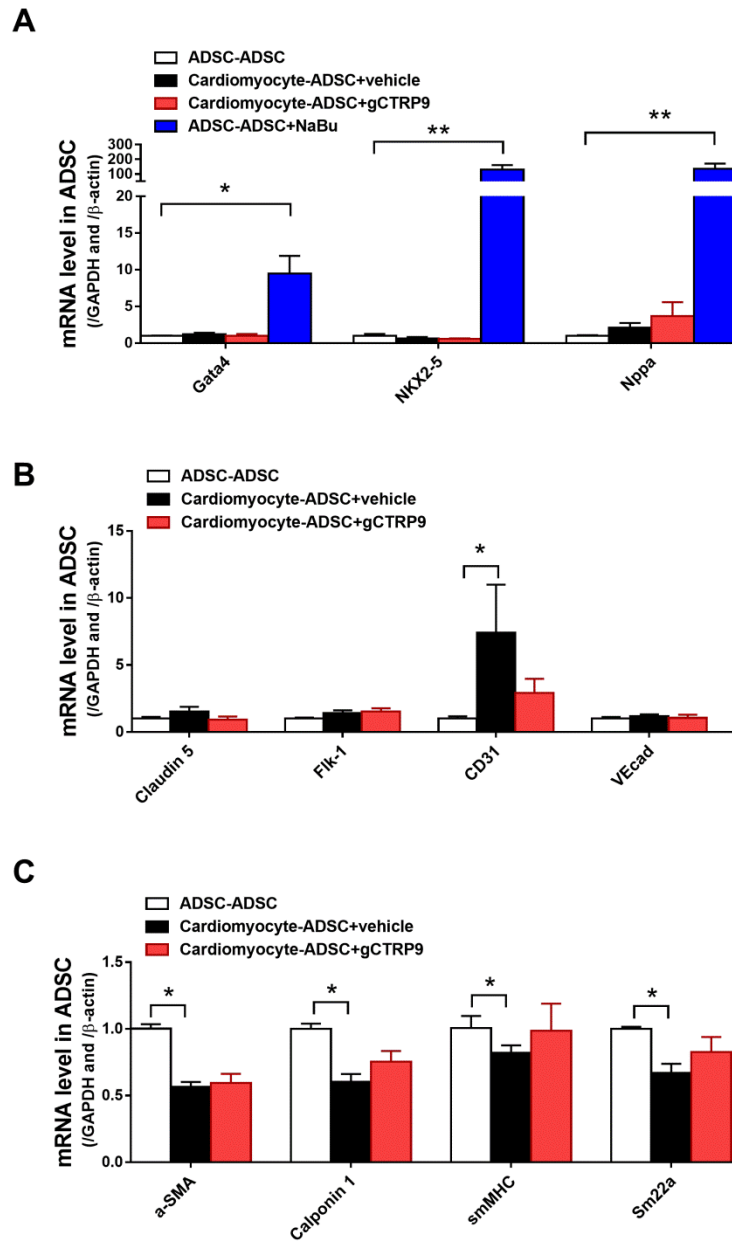 A
ADSC-ADSC
Cardiomyocyte-ADSC+vehicle
Cardiomyocyte-ADSC+gCTRP9
ADSC-ADSC+NaBu
mRNA level in ADSC
(/GAPDH and /β-actin)
300
200
100
20
15
10
5
0
*
**
**
Gata4
NKX2-5
Nppa
B
ADSC-ADSC
Cardiomyocyte-ADSC+vehicle
Cardiomyocyte-ADSC+gCTRP9
mRNA level in ADSC
(/GAPDH and /β-actin)
15
10
5
0
*
Claudin 5
Flk-1
CD31
VEcad
C
ADSC-ADSC
Cardiomyocyte-ADSC+vehicle
Cardiomyocyte-ADSC+gCTRP9
mRNA level in ADSC
(/GAPDH and /β-actin)
1.5
1.0
0.5
0.0
*
*
*
*
a-SMA
Calponin 1
smMHC
Sm22a